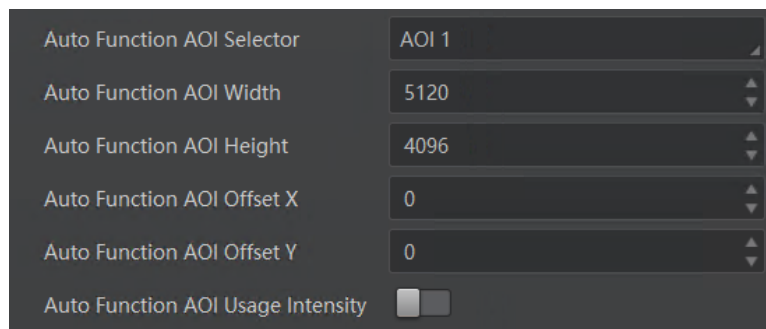 Auto Function AOI Selector AOI 1
Auto Function AOI Width 5120
Auto Function AOI Height 4096
Auto Function AOI Offset X 0
Auto Function AOI Offset Y 0
Auto Function AOI Usage Intensity